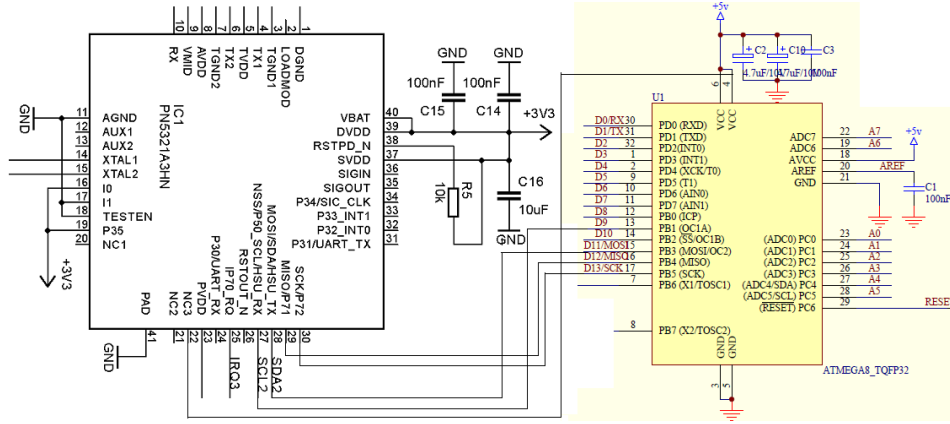 10 9 8 7 6 5 4 3 2 1
RX
VMID
AVDD
TGND2
TX2
TVDD
TX1
TGND1
LOADMOD
DGND
IC1
PN5321A3HN
GND
11 AGND
12 AUX1
13 AUX2
14 XTAL1
15 XTAL2
16 I0
17 I1
18 TESTEN
19 P35
20 NC1
+3V3
VBAT 40
DVDD 39
RSTPD_N 38
SVDD 37
SIGIN 36
SIGOUT 35
P34/SIC_CLK 34
P33_INT1 33
P32_INT0 32
P31/UART_TX 31
PAD
NC2
NC3
PVDD
P30/UART_RX
IP70_RQ
RSTOUT_N
NSS/P50_SCL/HSU_RX
MOSI/SDA/HSU_TX
MISO/P71
SCK/P72
41 21 22 23 24 25 26 27 28 29 30
GND
IRQ3
SCL2
SDA2
GND GND
100nF 100nF
C15 C14
+3V3
R5
10k
C16
10uF
GND
+5v
C2 C10 C3
U1
6 4
VCC VCC
D0/RX 30 PD0 (RXD)
D1/TX 31 PD1 (TXD)
D2 32 PD2(INT0)
D3 1 PD3 (INT1)
D4 2 PD4 (XCK/T0)
D5 9 PD5 (T1)
D6 10 PD6 (AIN0)
D7 11 PD7 (AIN1)
D8 12 PB0 (ICP)
D9 13 PB1 (OC1A)
D10 14 PB2 (SS/OC1B)
D11/MOSI 15 PB3 (MOSI/OC2)
D12/MISO 16 PB4 (MISO)
D13/SCK 17 PB5 (SCK)
7 PB6 (X1/TOSC1)
8 PB7 (X2/TOSC2)
ADC7 22 A7
ADC6 19 A6
AVCC 18
AREF 20 AREF
GND 21
+5v
C1
100nF
(ADC0) PC0 23 A0
(ADC1) PC1 24 A1
(ADC2) PC2 25 A2
(ADC3) PC3 26 A3
(ADC4/SDA) PC4 27 A4
(ADC5/SCL) PC5 28 A5
(RESET) PC6 29 RESE
GND GND
3 5
ATMEGA8_TQFP32